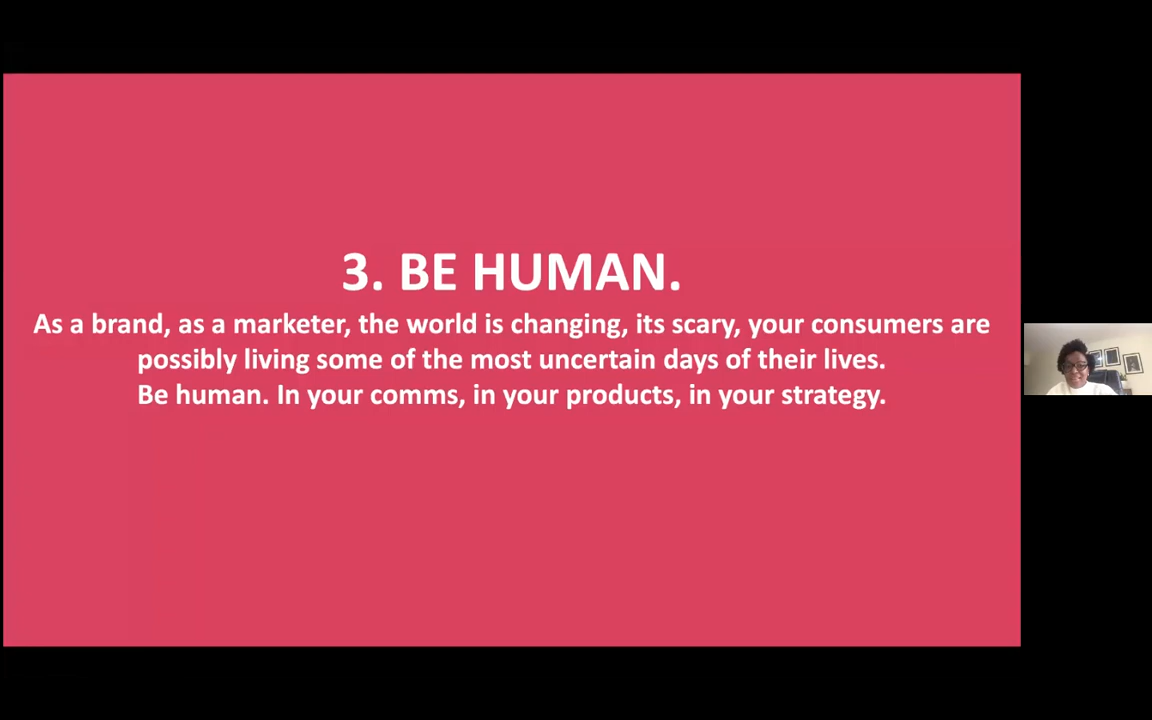 3. BE HUMAN.
As a brand, as a marketer, the world is changing, its scary, your consumers are
possibly living some of the most uncertain days of their lives.
Be human. In your comms, in your products, in your strategy.